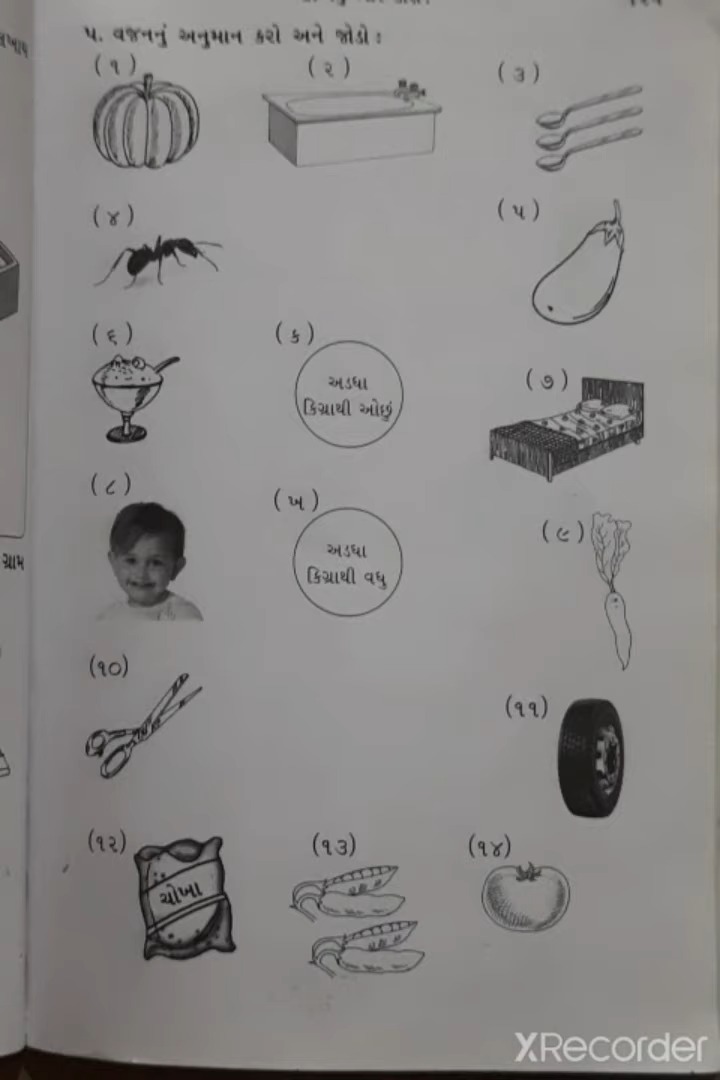 ૫. વજનનું અનુમાન કરો અને જોડો :
(૧) (૨) (૩)
(૪) (૫)
(૬) (ક) (૭)
અડધા
કિગ્રાથી ઓછું
(૮) (ખ) (૯)
અડધા
કિગ્રાથી વધુ
ગ્રામ
(૧૦)
(૧૧)
(૧૨) (૧૩) (૧૪)
ચોખા
XRecorder